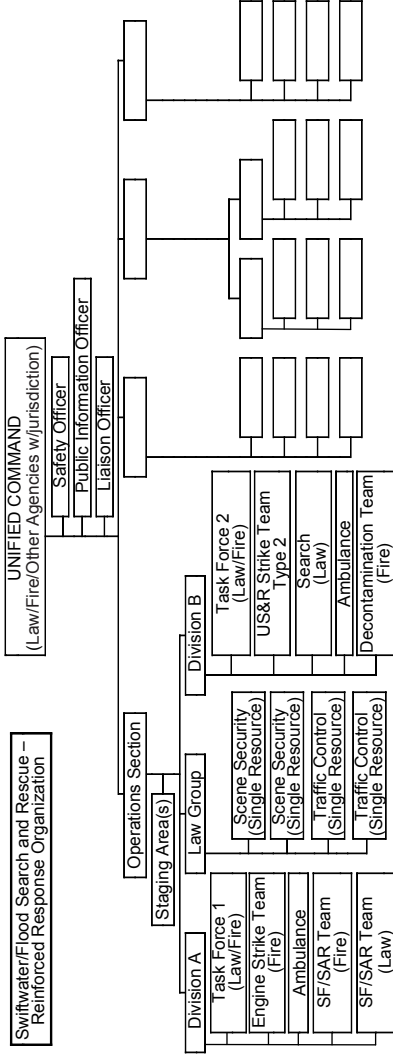 Swiftwater/Flood Search and Rescue –
Reinforced Response Organization
UNIFIED COMMAND
(Law/Fire/Other Agencies w/jurisdiction)
Safety Officer
Public Information Officer
Liaison Officer
Operations Section
Staging Area(s)
Division A
Task Force 1
(Law/Fire)
Engine Strike Team
(Fire)
Ambulance
SF/SAR Team
(Fire)
SF/SAR Team
(Law)
Law Group
Scene Security
(Single Resource)
Scene Security
(Single Resource)
Traffic Control
(Single Resource)
Traffic Control
(Single Resource)
Division B
Task Force 2
(Law/Fire)
US&R Strike Team
Type 2
Search
(Law)
Ambulance
Decontamination Team
(Fire)